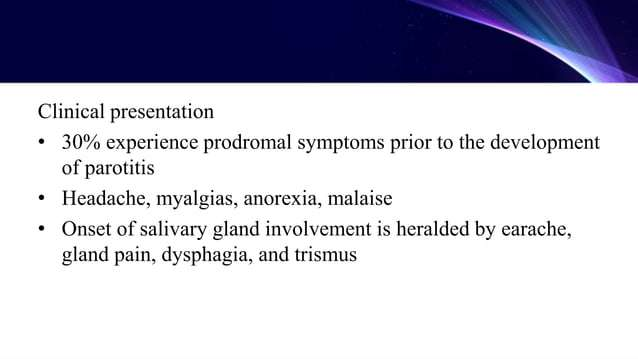 Clinical presentation
• 30% experience prodromal symptoms prior to the development
of parotitis
• Headache, myalgias, anorexia, malaise
• Onset of salivary gland involvement is heralded by earache,
gland pain, dysphagia, and trismus